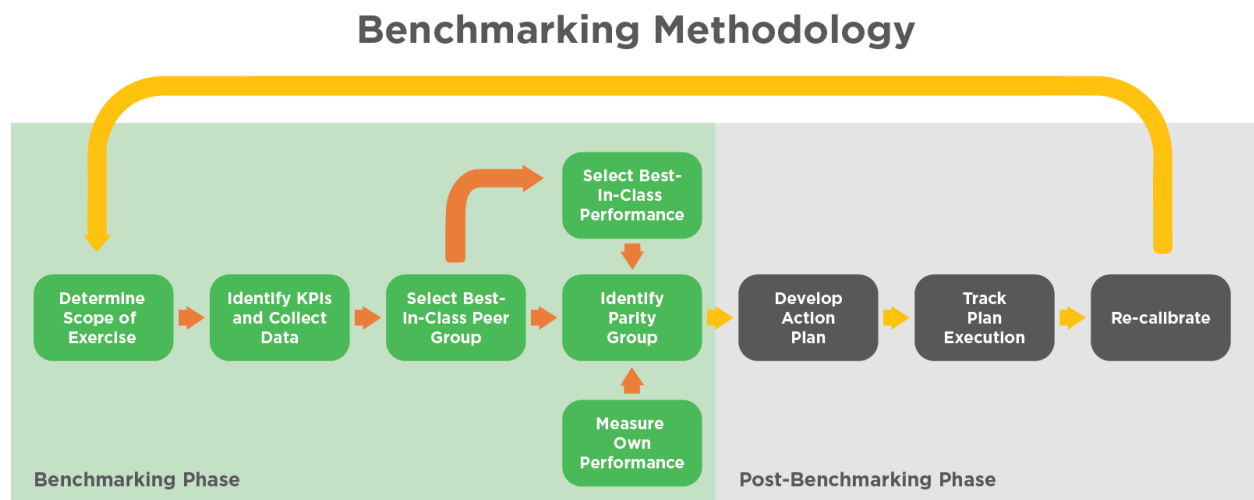 Benchmarking Methodology
Select Best-
In-Class
Performance
Determine
Scope of
Exercise
Identify KPIs
and Collect
Data
Select Best-
In-Class Peer
Group
Identify
Parity
Group
Develop
Action
Plan
Track
Plan
Execution
Re-calibrate
Measure
Own
Performance
Benchmarking Phase
Post-Benchmarking Phase